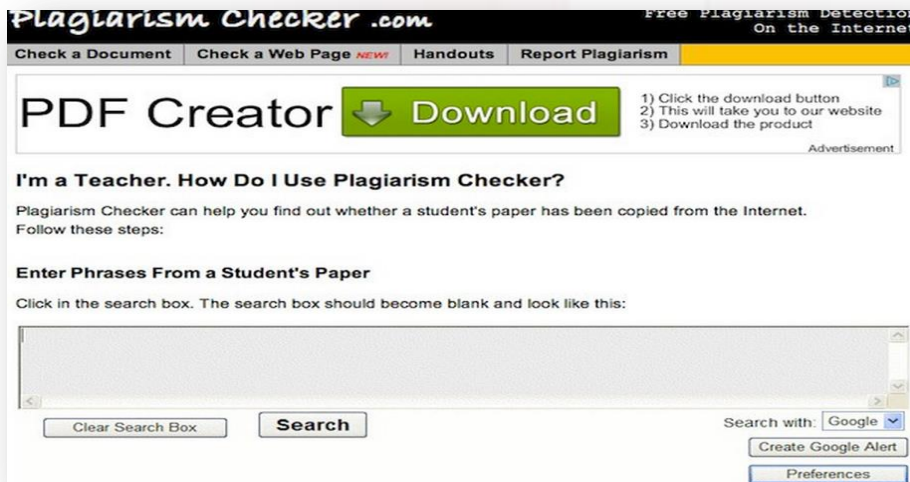 Plagiarism Checker .com
Free Plagiarism Detection
On the Internet
Check a Document Check a Web Page NEW! Handouts Report Plagiarism
PDF Creator Download
1) Click the download button
2) This will take you to our website
3) Download the product
Advertisement
I'm a Teacher. How Do I Use Plagiarism Checker?
Plagiarism Checker can help you find out whether a student's paper has been copied from the Internet.
Follow these steps:
Enter Phrases From a Student's Paper
Click in the search box. The search box should become blank and look like this:
Clear Search Box Search Search with: Google
Create Google Alert
Preferences